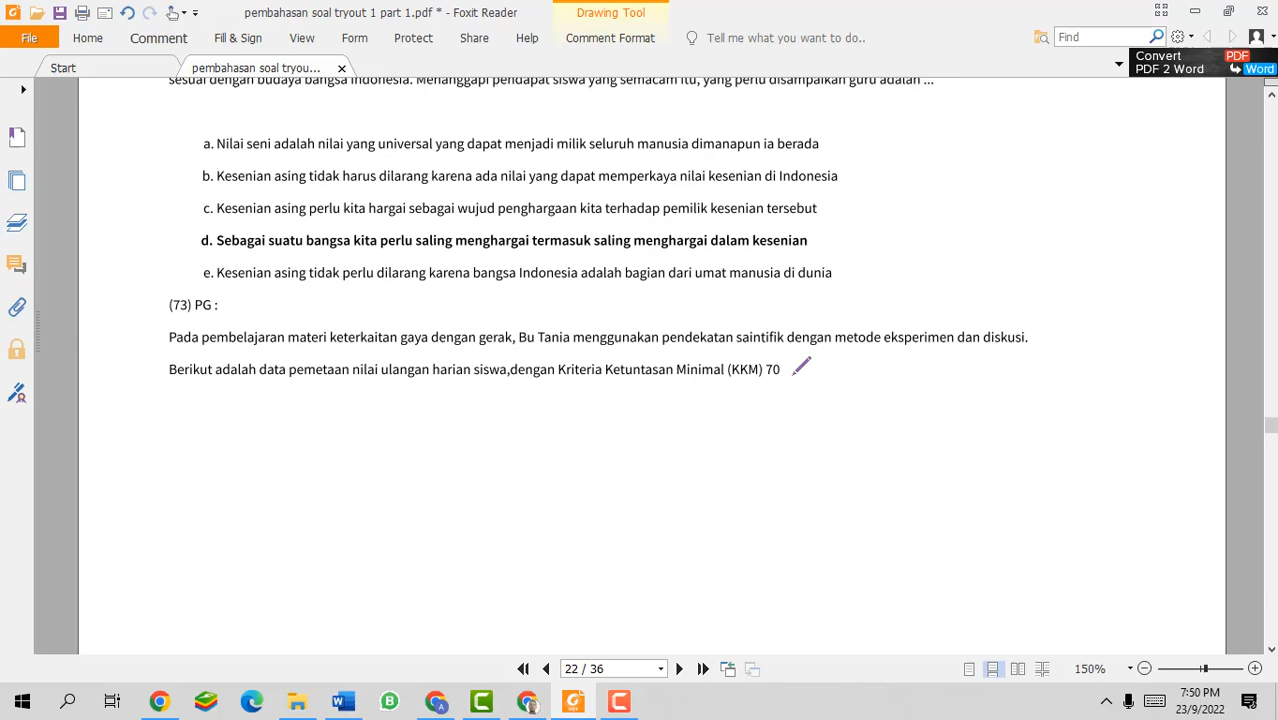 pembahasan soal tryout 1 part 1.pdf * - Foxit Reader
Drawing Tool
File
Home
Comment
Fill & Sign
View
Form
Protect
Share
Help
Comment Format
Tell me what you want to do..
Find
Start
pembahasan soal tryou...
Convert PDF
PDF 2 Word Word
sesuai dengan budaya bangsa Indonesia. Menanggapi pendapat siswa yang semacam itu, yang perlu disampaikan guru adalah ...
a. Nilai seni adalah nilai yang universal yang dapat menjadi milik seluruh manusia dimanapun ia berada
b. Kesenian asing tidak harus dilarang karena ada nilai yang dapat memperkaya nilai kesenian di Indonesia
c. Kesenian asing perlu kita hargai sebagai wujud penghargaan kita terhadap pemilik kesenian tersebut
d. Sebagai suatu bangsa kita perlu saling menghargai termasuk saling menghargai dalam kesenian
e. Kesenian asing tidak perlu dilarang karena bangsa Indonesia adalah bagian dari umat manusia di dunia
(73) PG :
Pada pembelajaran materi keterkaitan gaya dengan gerak, Bu Tania menggunakan pendekatan saintifik dengan metode eksperimen dan diskusi.
Berikut adalah data pemetaan nilai ulangan harian siswa,dengan Kriteria Ketuntasan Minimal (KKM) 70
22 / 36
150%
7:50 PM
23/9/2022